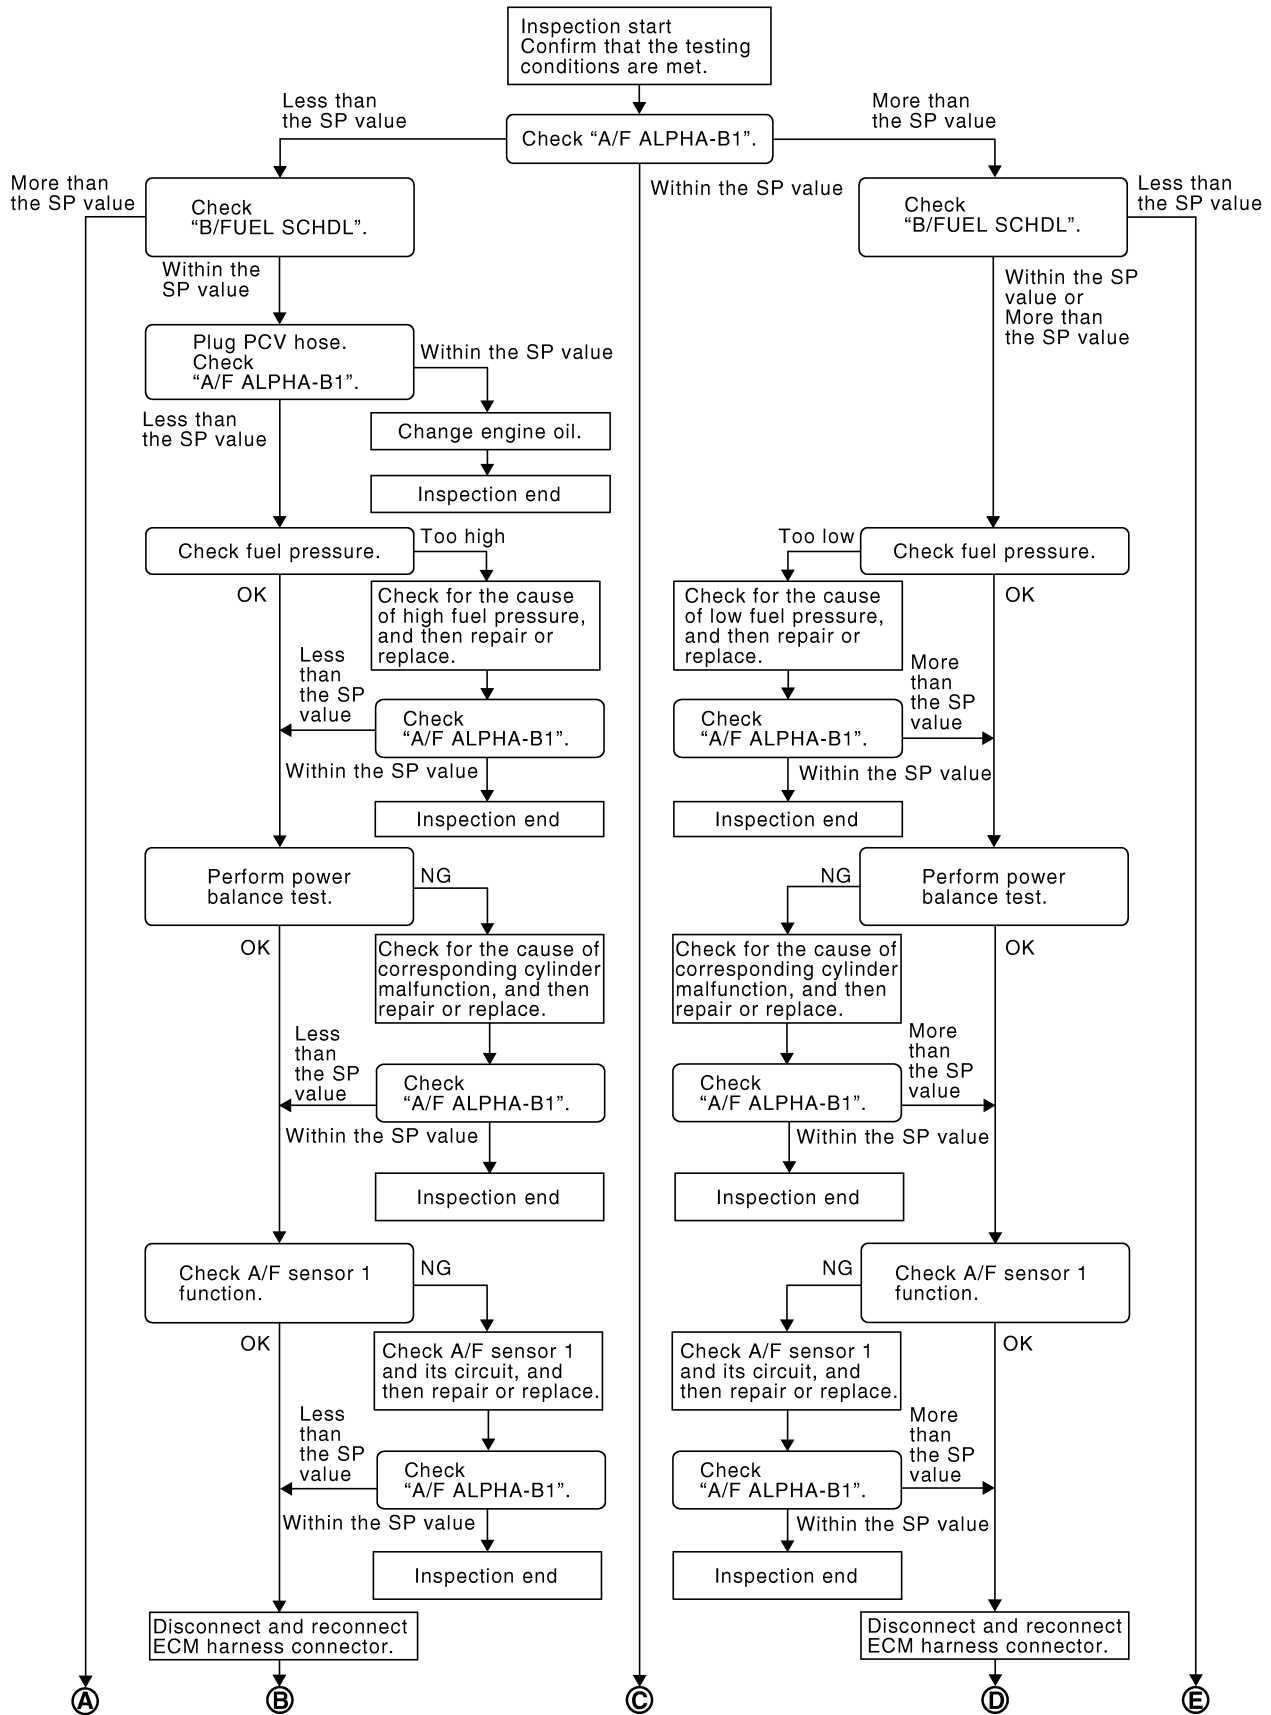 Inspection start
Confirm that the testing
conditions are met.
Less than
the SP value
More than
the SP value
Check “A/F ALPHA-B1”.
More than
the SP value
Within the SP value
Less than
the SP value
Check
“B/FUEL SCHDL”.
Check
“B/FUEL SCHDL”.
Within the
SP value
Within the SP
value or
More than
the SP value
Plug PCV hose.
Check
“A/F ALPHA-B1”.
Within the SP value
Less than
the SP value
Change engine oil.
Inspection end
Check fuel pressure.
Too high
Too low
Check fuel pressure.
OK
OK
Check for the cause
of high fuel pressure,
and then repair or
replace.
Check for the cause
of low fuel pressure,
and then repair or
replace.
Less
than
the SP
value
More
than
the SP
value
Check
“A/F ALPHA-B1”.
Check
“A/F ALPHA-B1”.
Within the SP value
Within the SP value
Inspection end
Inspection end
Perform power
balance test.
NG
NG
Perform power
balance test.
OK
OK
Check for the cause of
corresponding cylinder
malfunction, and then
repair or replace.
Check for the cause of
corresponding cylinder
malfunction, and then
repair or replace.
Less
than
the SP
value
More
than
the SP
value
Check
“A/F ALPHA-B1”.
Check
“A/F ALPHA-B1”.
Within the SP value
Within the SP value
Inspection end
Inspection end
Check A/F sensor 1
function.
NG
NG
Check A/F sensor 1
function.
OK
OK
Check A/F sensor 1
and its circuit, and
then repair or replace.
Check A/F sensor 1
and its circuit, and
then repair or replace.
Less
than
the SP
value
More
than
the SP
value
Check
“A/F ALPHA-B1”.
Check
“A/F ALPHA-B1”.
Within the SP value
Within the SP value
Inspection end
Inspection end
Disconnect and reconnect
ECM harness connector.
Disconnect and reconnect
ECM harness connector.
A
B
C
D
E